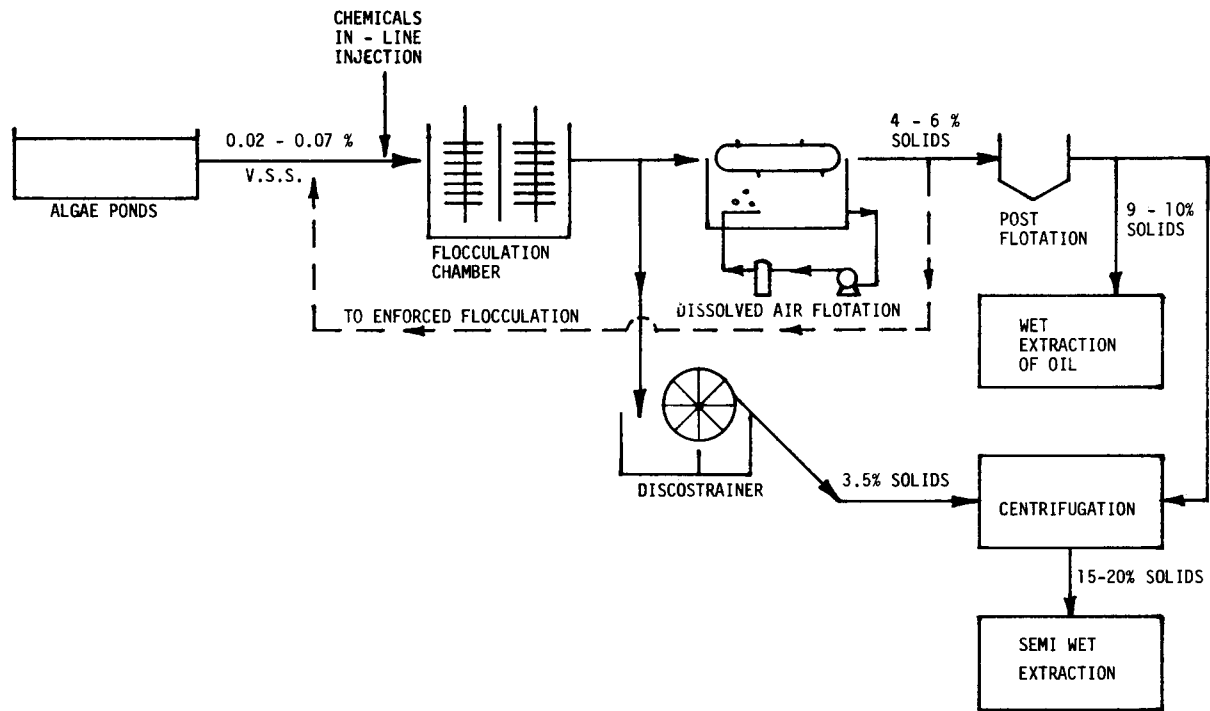 CHEMICALS
IN - LINE
INJECTION
0.02 - 0.07 %
V.S.S.
ALGAE PONDS
FLOCCULATION
CHAMBER
4 - 6 %
SOLIDS
POST
FLOTATION
9 - 10%
SOLIDS
TO ENFORCED FLOCCULATION
DISSOLVED AIR FLOTATION
WET
EXTRACTION
OF OIL
DISCOSTRAINER
3.5% SOLIDS
CENTRIFUGATION
15-20% SOLIDS
SEMI WET
EXTRACTION